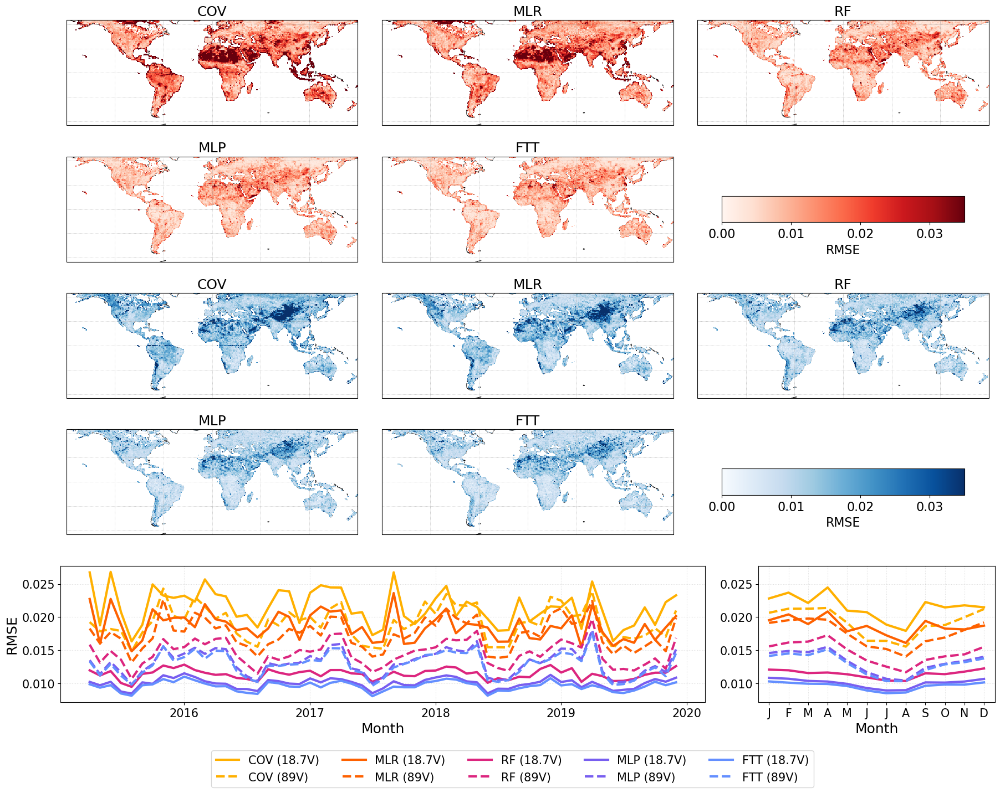 COV MLR RF
MLP FTT
0.00 0.01 0.02 0.03
RMSE
COV MLR RF
MLP FTT
0.00 0.01 0.02 0.03
RMSE
RMSE
0.025
0.020
0.015
0.010
2016 2017 2018 2019 2020
Month
0.025
0.020
0.015
0.010
J F M A M J J A S O N D
Month
COV (18.7V) MLR (18.7V) RF (18.7V) MLP (18.7V) FTT (18.7V)
COV (89V) MLR (89V) RF (89V) MLP (89V) FTT (89V)